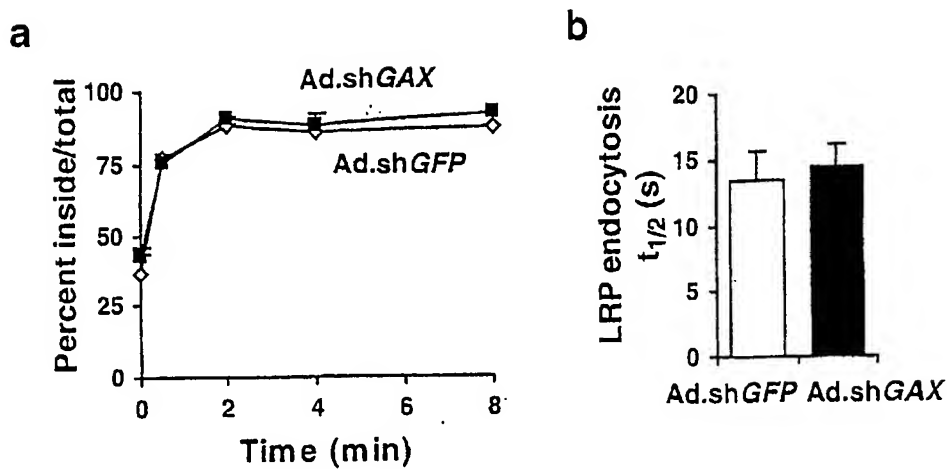 a
Ad.shGAX
Ad.shGFP
100
75
50
25
0
Percent inside/total
0 2 4 6 8
Time (min)
b
20
15
10
5
0
LRP endocytosis
t1/2 (s)
Ad.shGFP Ad.shGAX